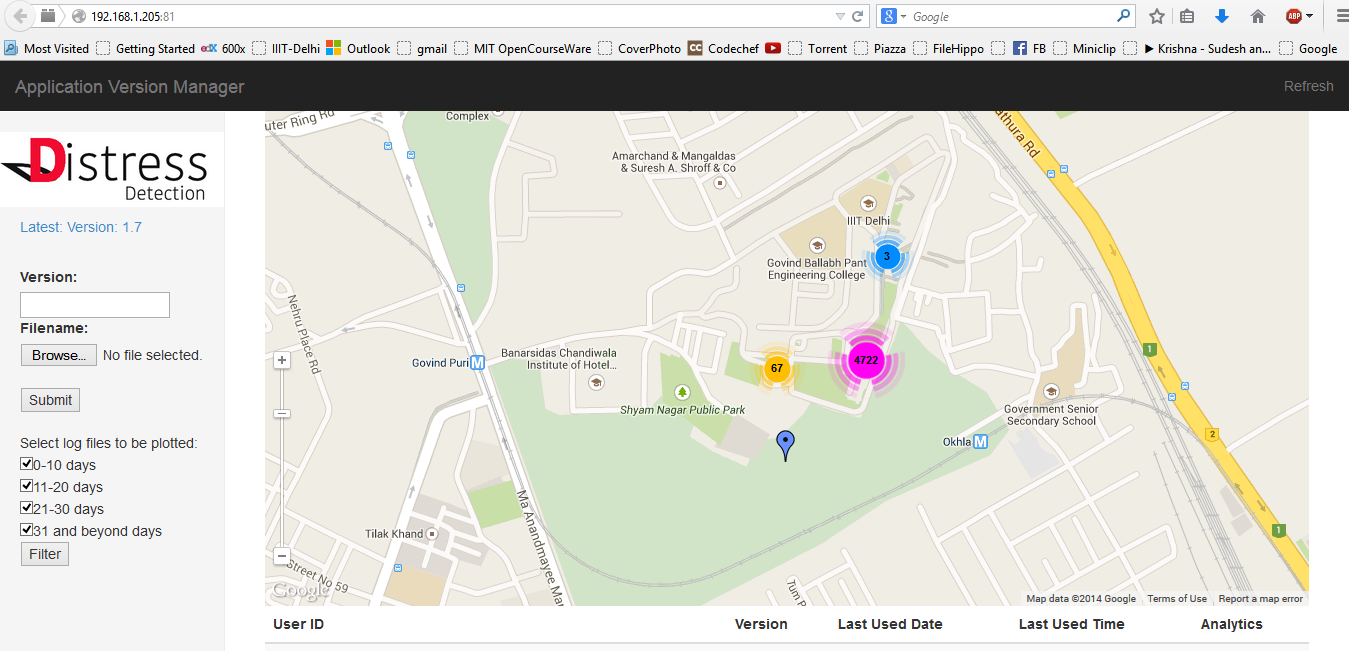 192.168.1.205:81
Google
Most Visited
Getting Started
edX 600x
IIIT-Delhi
Outlook
gmail
MIT OpenCourseWare
CoverPhoto
CC Codechef
Torrent
Piazza
FileHippo
FB
Miniclip
Krishna - Sudesh an...
Google
ABP
Application Version Manager
Refresh
Distress
Detection
Latest: Version: 1.7
Version:
Filename:
Browse... No file selected.
Submit
Select log files to be plotted:
0-10 days
11-20 days
21-30 days
31 and beyond days
Filter
uter Ring Rd
Complex
athura Rd
Amarchand & Mangaldas
& Suresh A. Shroff & Co
IIIT Delhi
3
Govind Ballabh Pant
Engineering College
Nehru Place Rd
1
Govind Puri M
Banarsidas Chandiwala
Institute of Hotel...
67
4722
Shyam Nagar Public Park
Government Senior
Secondary School
Okhla M
2
Ma Anandmayee Ma
Tilak Khand
1
Street No 59
Google
Tum R
Map data ©2014 Google
Terms of Use
Report a map error
User ID
Version
Last Used Date
Last Used Time
Analytics